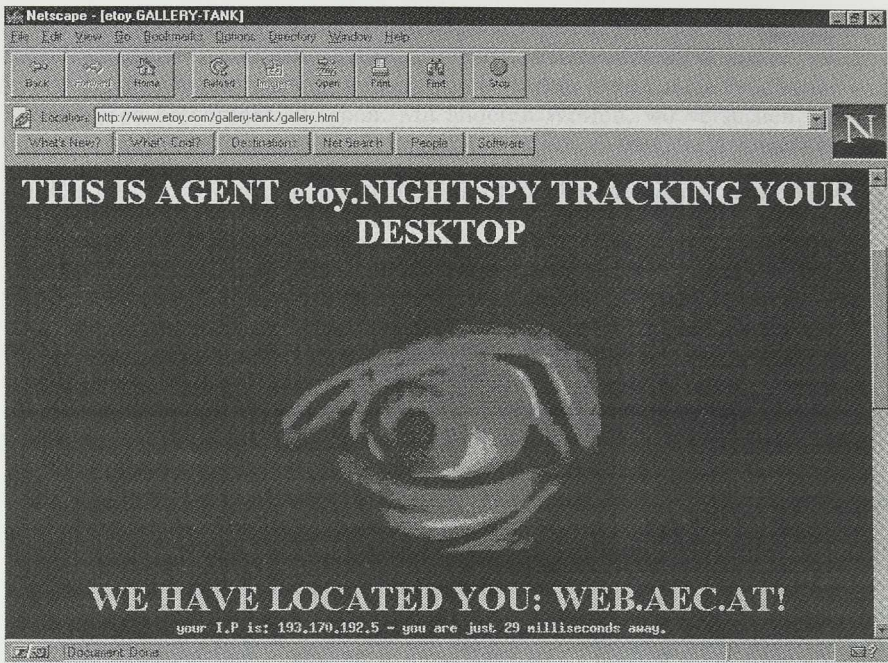 Netscape - [etoy.GALLERY-TANK]
File Edit View Go Bookmarks Options Directory Window Help
Back Forward Home Reload Images Open Print Find Stop
Location: http://www.etoy.com/gallery-tank/gallery.html
N
What's New? What's Cool? Destinations Net Search People Software
THIS IS AGENT etoy.NIGHTSPY TRACKING YOUR
DESKTOP
WE HAVE LOCATED YOU: WEB.AEC.AT!
your I.P is: 193.170.192.5 - you are just 29 milliseconds away.
Document: Done